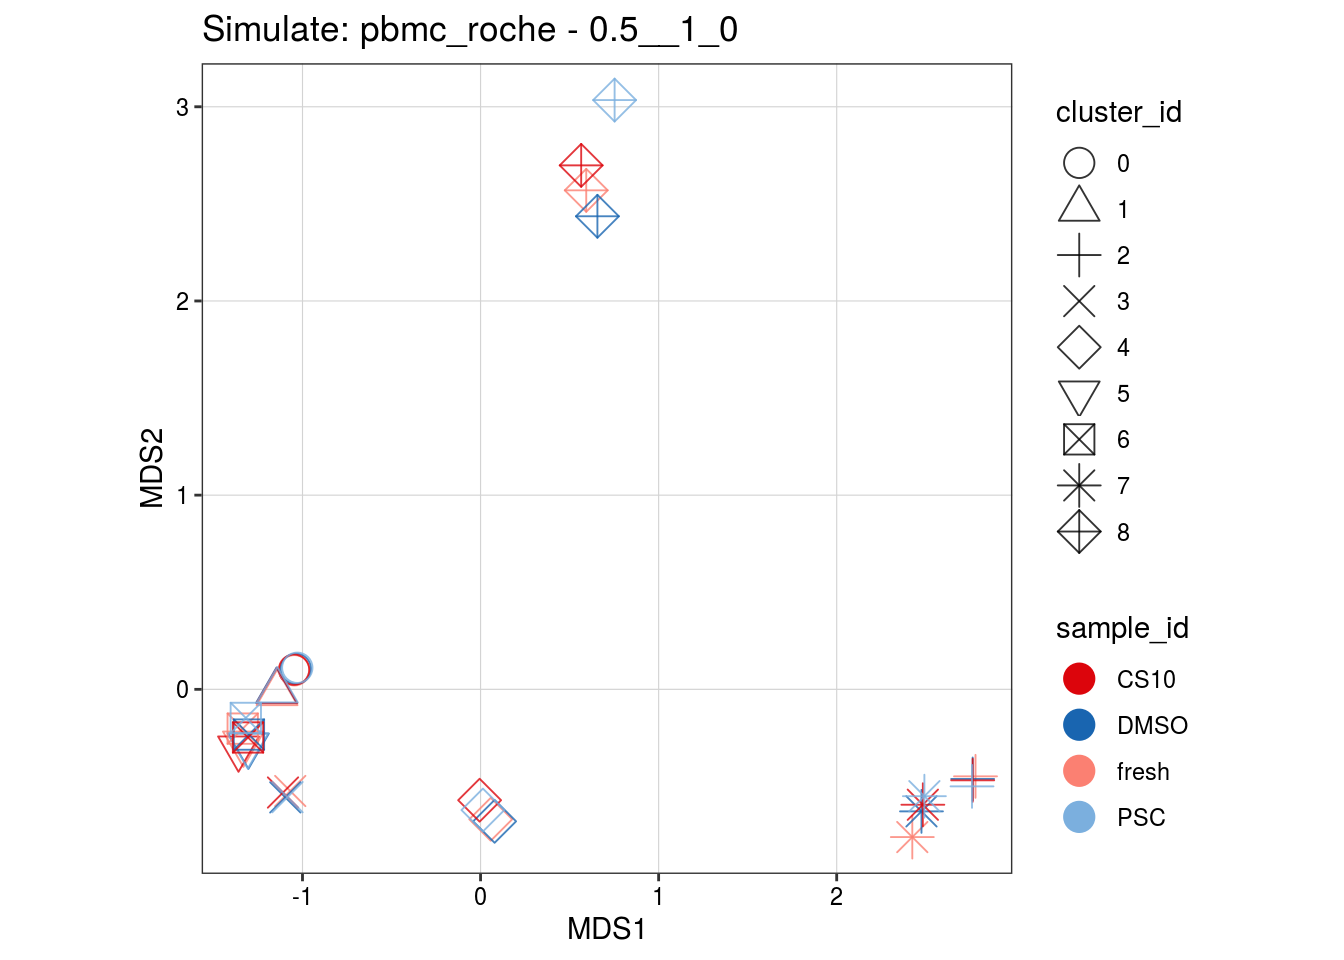 Simulate: pbmc_roche - 0.5__1_0
MDS2
3
2
1
0
-1
0
1
2
MDS1
cluster_id
0
1
2
3
4
5
6
7
8
sample_id
CS10
DMSO
fresh
PSC